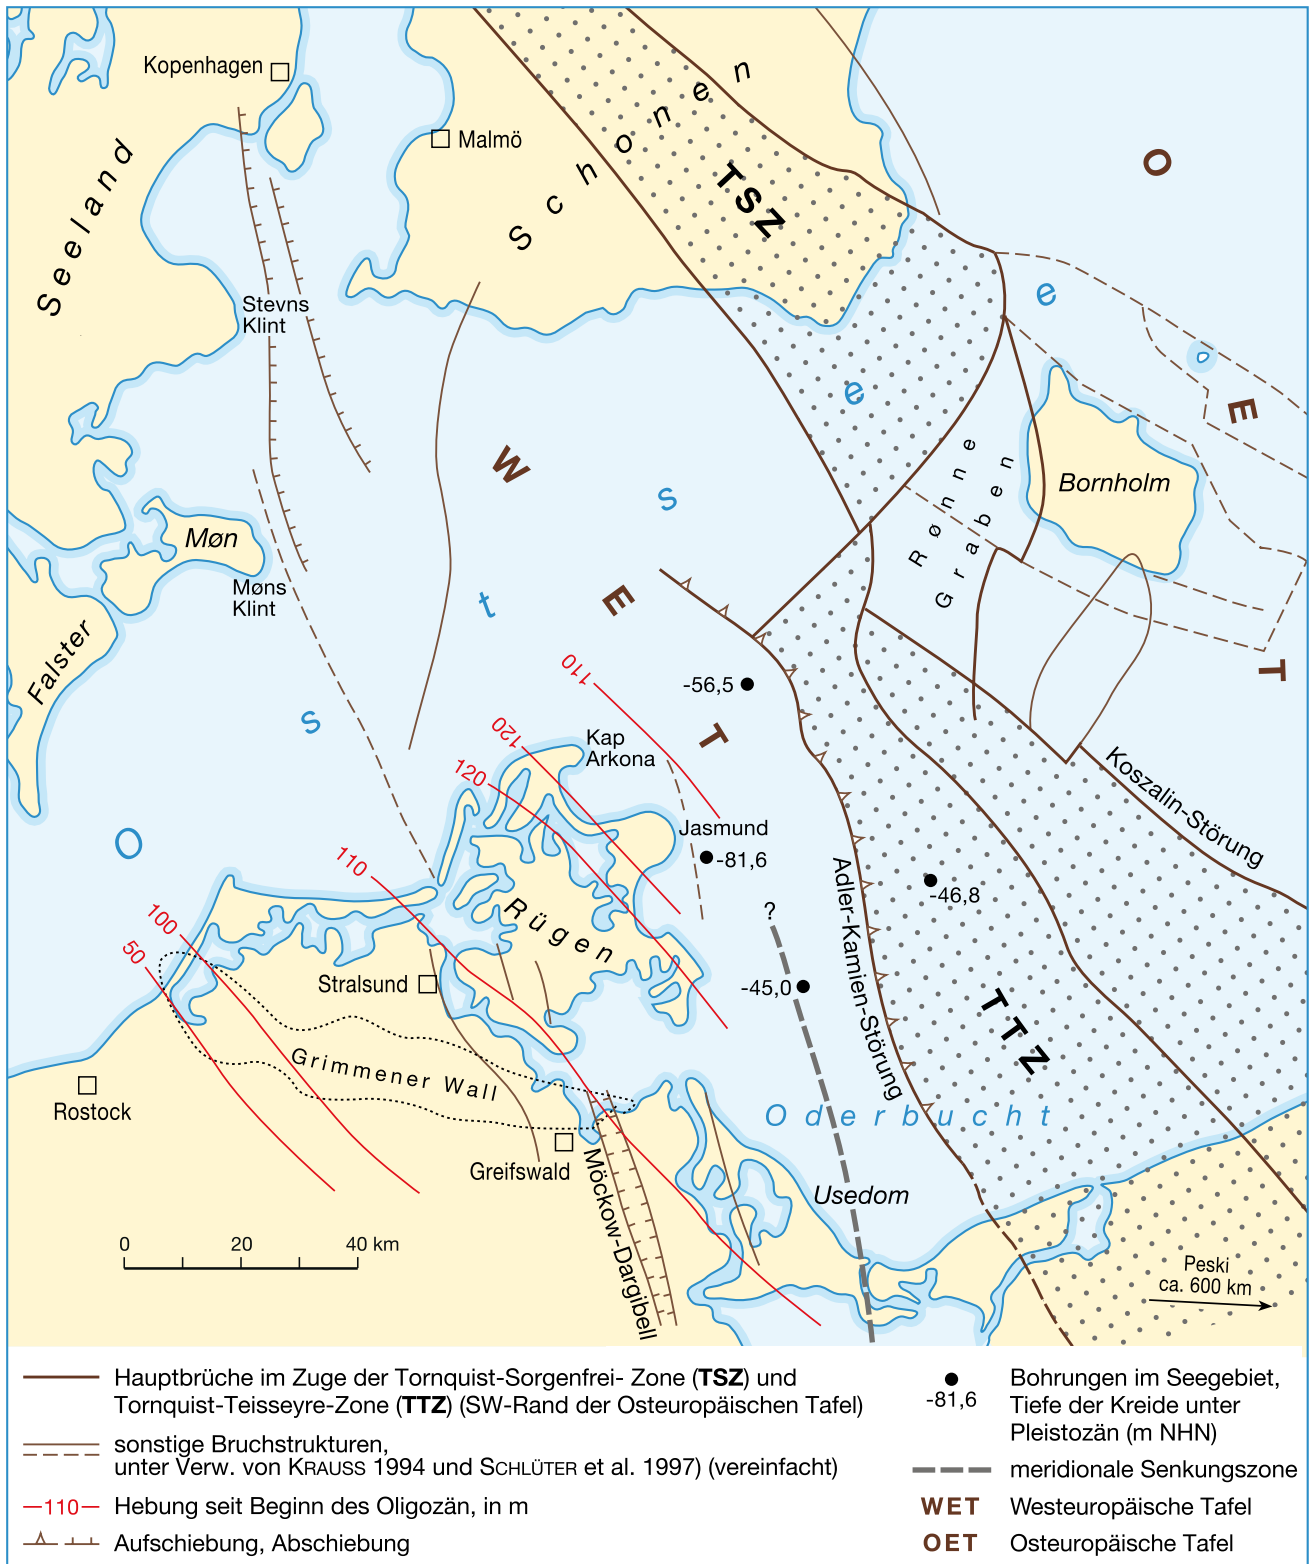 Kopenhagen
Malmö
Seeland
Schonen
TSZ
O
E
T
Stevns
Klint
W
E
T
O
s
t
s
e
e
Rønne
Graben
Bornholm
Møn
Møns
Klint
Falster
110
-56,5
120
Kap
Arkona
120
Koszalin-Störung
Jasmund
-81,6
110
Adler-Kamien-Störung
-46,8
Rügen
?
100
50
Stralsund
-45,0
TTZ
Grimmener Wall
Rostock
Oderbucht
Greifswald
Möckow-Dargibell
Usedom
0 20 40 km
Peski
ca. 600 km
Hauptbrüche im Zuge der Tornquist-Sorgenfrei- Zone (TSZ) und
Tornquist-Teisseyre-Zone (TTZ) (SW-Rand der Osteuropäischen Tafel)
sonstige Bruchstrukturen,
unter Verw. von KRAUSS 1994 und SCHLÜTER et al. 1997) (vereinfacht)
110 Hebung seit Beginn des Oligozän, in m
Aufschiebung, Abschiebung
-81,6
Bohrungen im Seegebiet,
Tiefe der Kreide unter
Pleistozän (m NHN)
meridionale Senkungszone
WET Westeuropäische Tafel
OET Osteuropäische Tafel